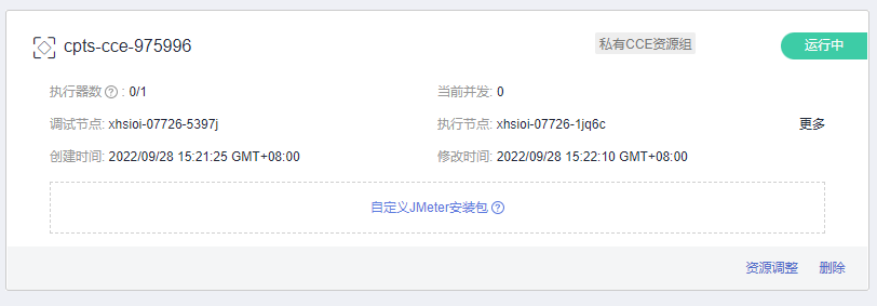 cpts-cce-975996 私有CCE资源组 运行中
执行器数 ? : 0/1 当前并发: 0
调试节点: xhsioi-07726-5397j 执行节点: xhsioi-07726-1jq6c 更多
创建时间: 2022/09/28 15:21:25 GMT+08:00 修改时间: 2022/09/28 15:22:10 GMT+08:00
自定义JMeter安装包 ?
资源调整 删除